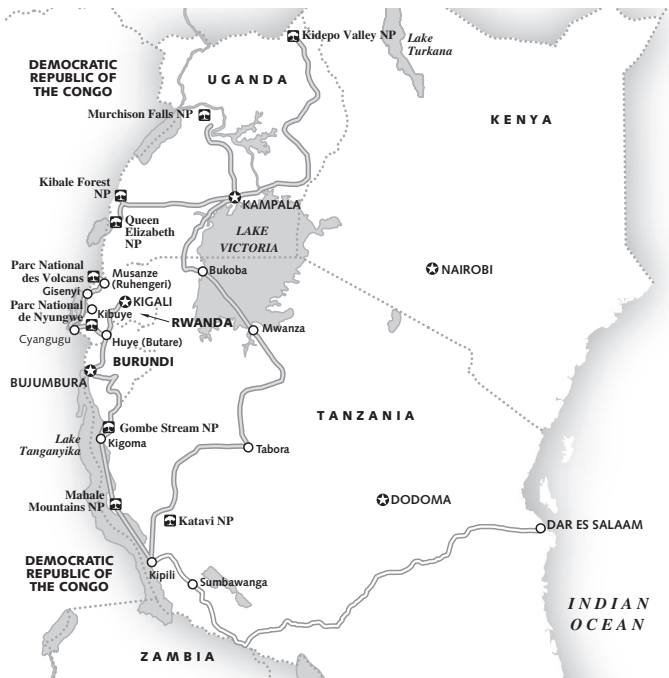 Kidepo Valley NP
Lake
Turkana
DEMOCRATIC
REPUBLIC OF
THE CONGO
UGANDA
Murchison Falls NP
KENYA
Kibale Forest
NP
KAMPALA
Queen
Elizabeth
NP
LAKE
VICTORIA
Parc National
des Volcans
Musanze
(Ruhengeri)
Bukoba
NAIROBI
Gisenyi
Parc National
de Nyungwe
KIGALI
Kibuye
RWANDA
Mwanza
Cyangugu
Huye (Butare)
BURUNDI
BUJUMBURA
TANZANIA
Gombe Stream NP
Lake
Tanganyika
Kigoma
Tabora
Mahale
Mountains NP
DODOMA
Katavi NP
DAR ES SALAAM
DEMOCRATIC
REPUBLIC OF
THE CONGO
Kipili
Sumbawanga
INDIAN
OCEAN
ZAMBIA